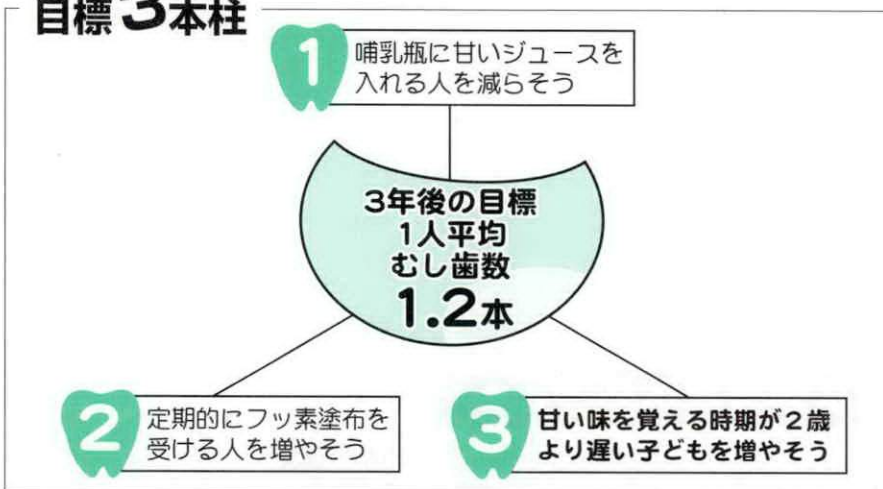 目標3本柱
1
哺乳瓶に甘いジュースを
入れる人を減らそう
3年後の目標
1人平均
むし歯数
1.2本
2
定期的にフッ素塗布を
受ける人を増やそう
3
甘い味を覚える時期が2歳
より遅い子どもを増やそう